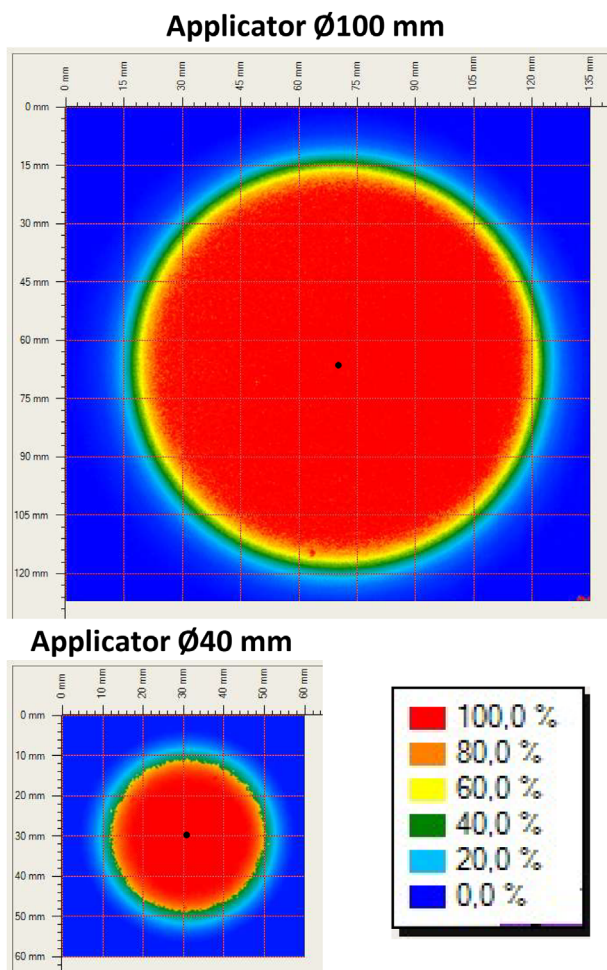 Applicator Ø100 mm
0 mm 15 mm 30 mm 45 mm 60 mm 75 mm 90 mm 105 mm 120 mm 135 mm
0 mm
15 mm
30 mm
45 mm
60 mm
75 mm
90 mm
105 mm
120 mm
Applicator Ø40 mm
0 mm 10 mm 20 mm 30 mm 40 mm 50 mm 60 mm
0 mm
10 mm
20 mm
30 mm
40 mm
50 mm
60 mm
100,0 %
80,0 %
60,0 %
40,0 %
20,0 %
0,0 %